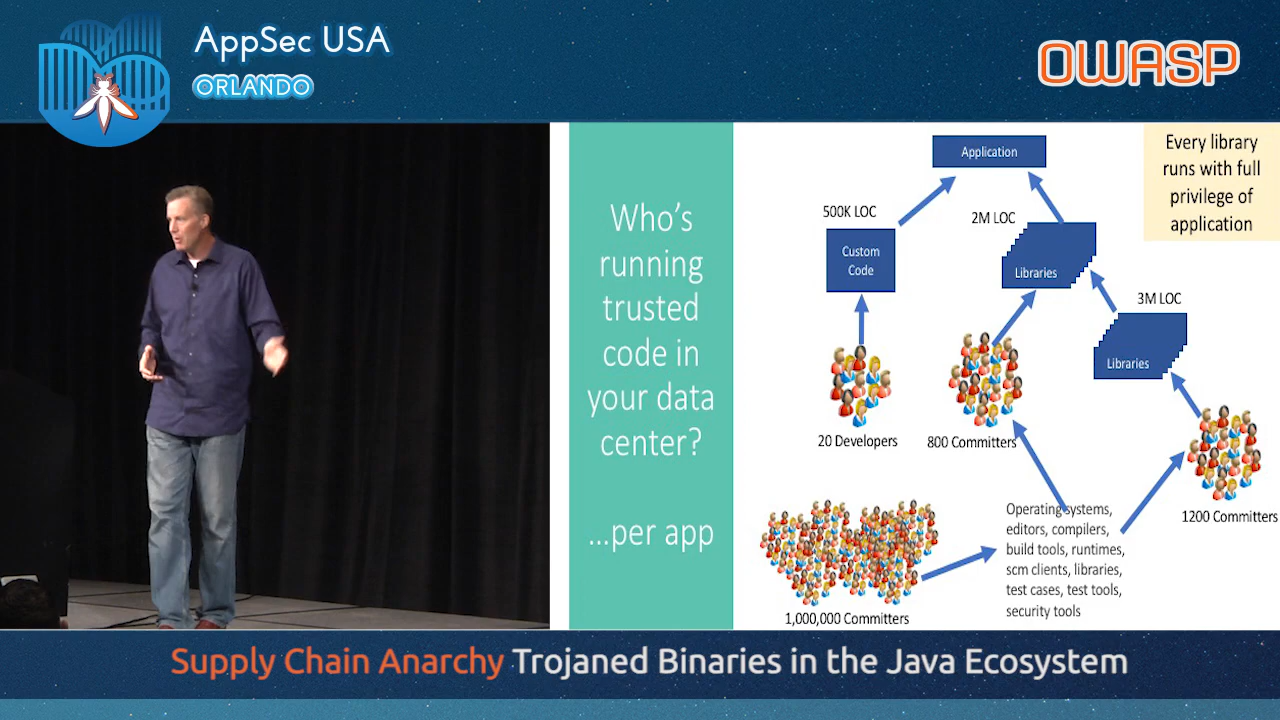 AppSec USA
ORLANDO
OWASP
Who's
running
trusted
code in
your data
center?
...per app
Application
Every library
runs with full
privilege of
application
500K LOC
2M LOC
Custom
Code
Libraries
3M LOC
Libraries
20 Developers
800 Committers
1200 Committers
Operating systems,
editors, compilers,
build tools, runtimes,
scm clients, libraries,
test cases, test tools,
security tools
1,000,000 Committers
Supply Chain Anarchy Trojaned Binaries in the Java Ecosystem